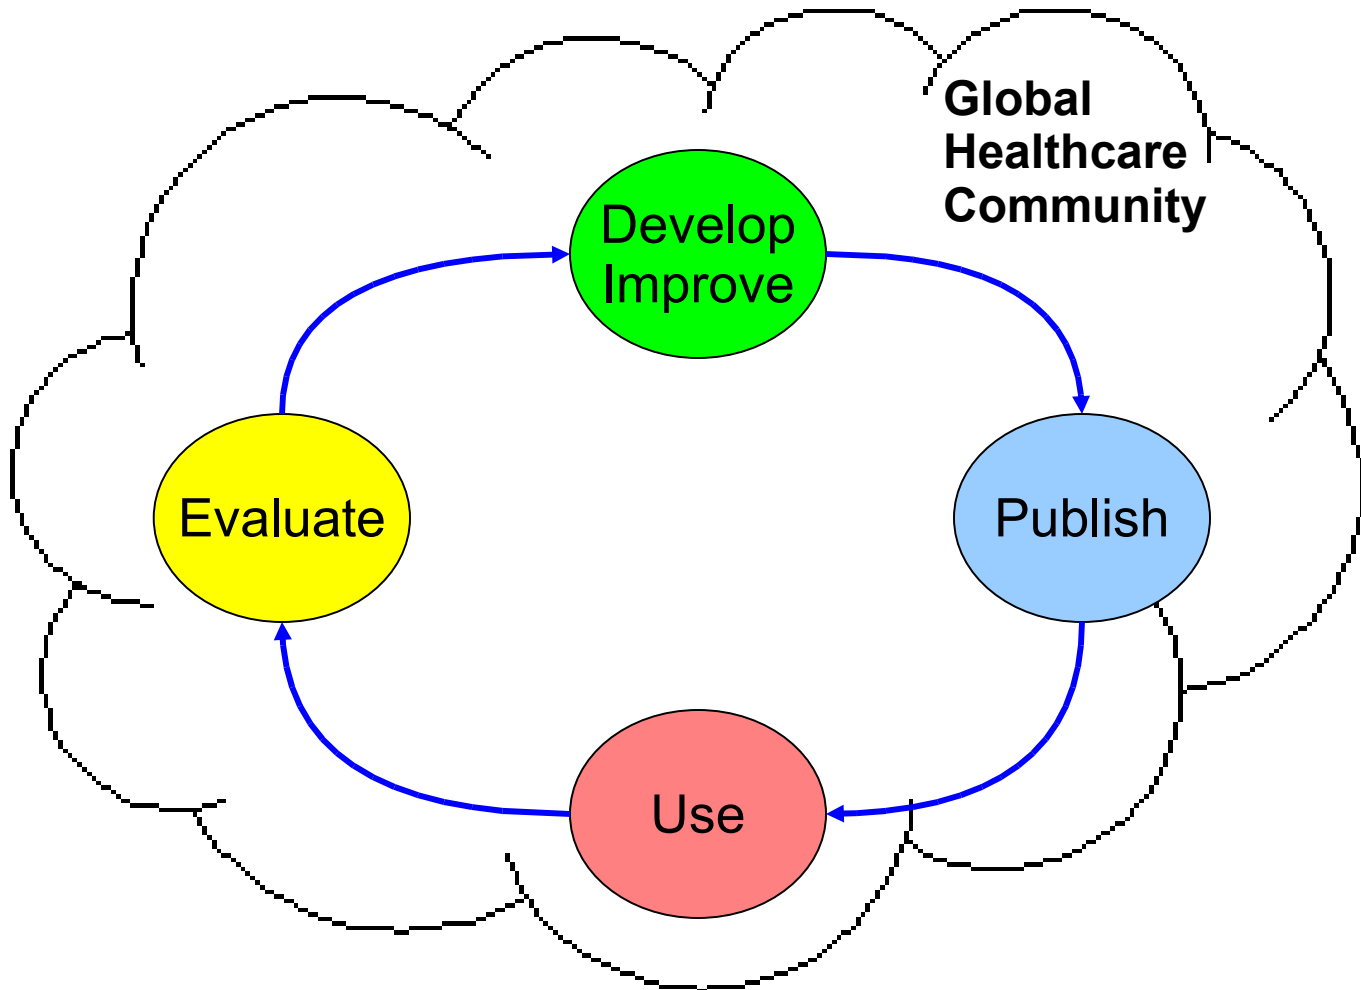 Global
Healthcare
Community
Develop
Improve
Evaluate
Publish
Use